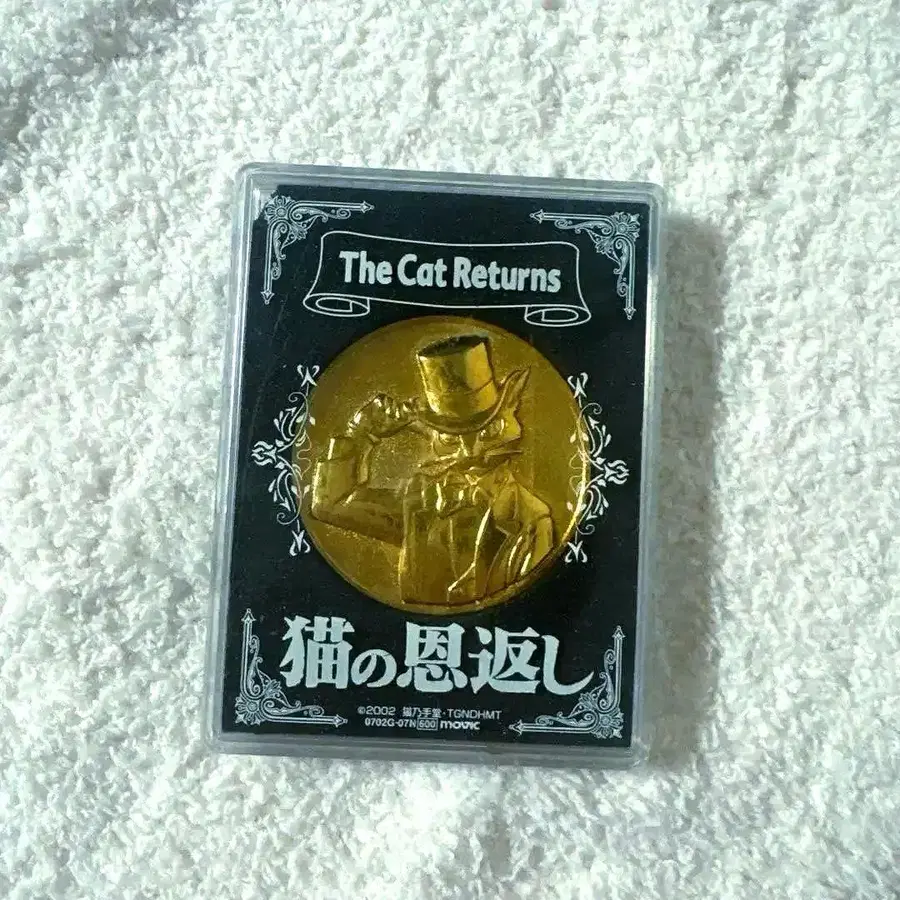 The Cat Returns
猫の恩返し
©2002 猫乃手堂・TGNDHMT
0702G-07N 600 movic